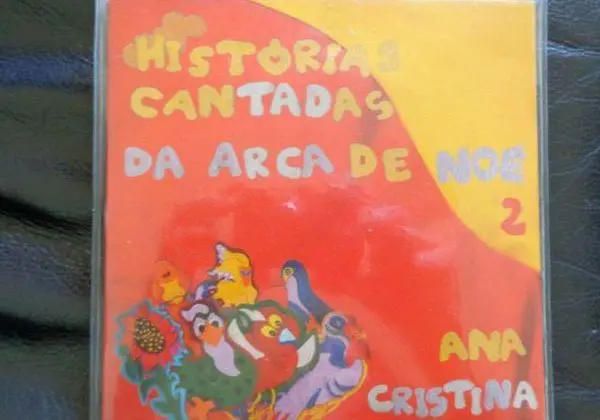 HISTÓRIAS
CANTADAS
DA ARCA DE NOÉ
2
ANA
CRISTINA